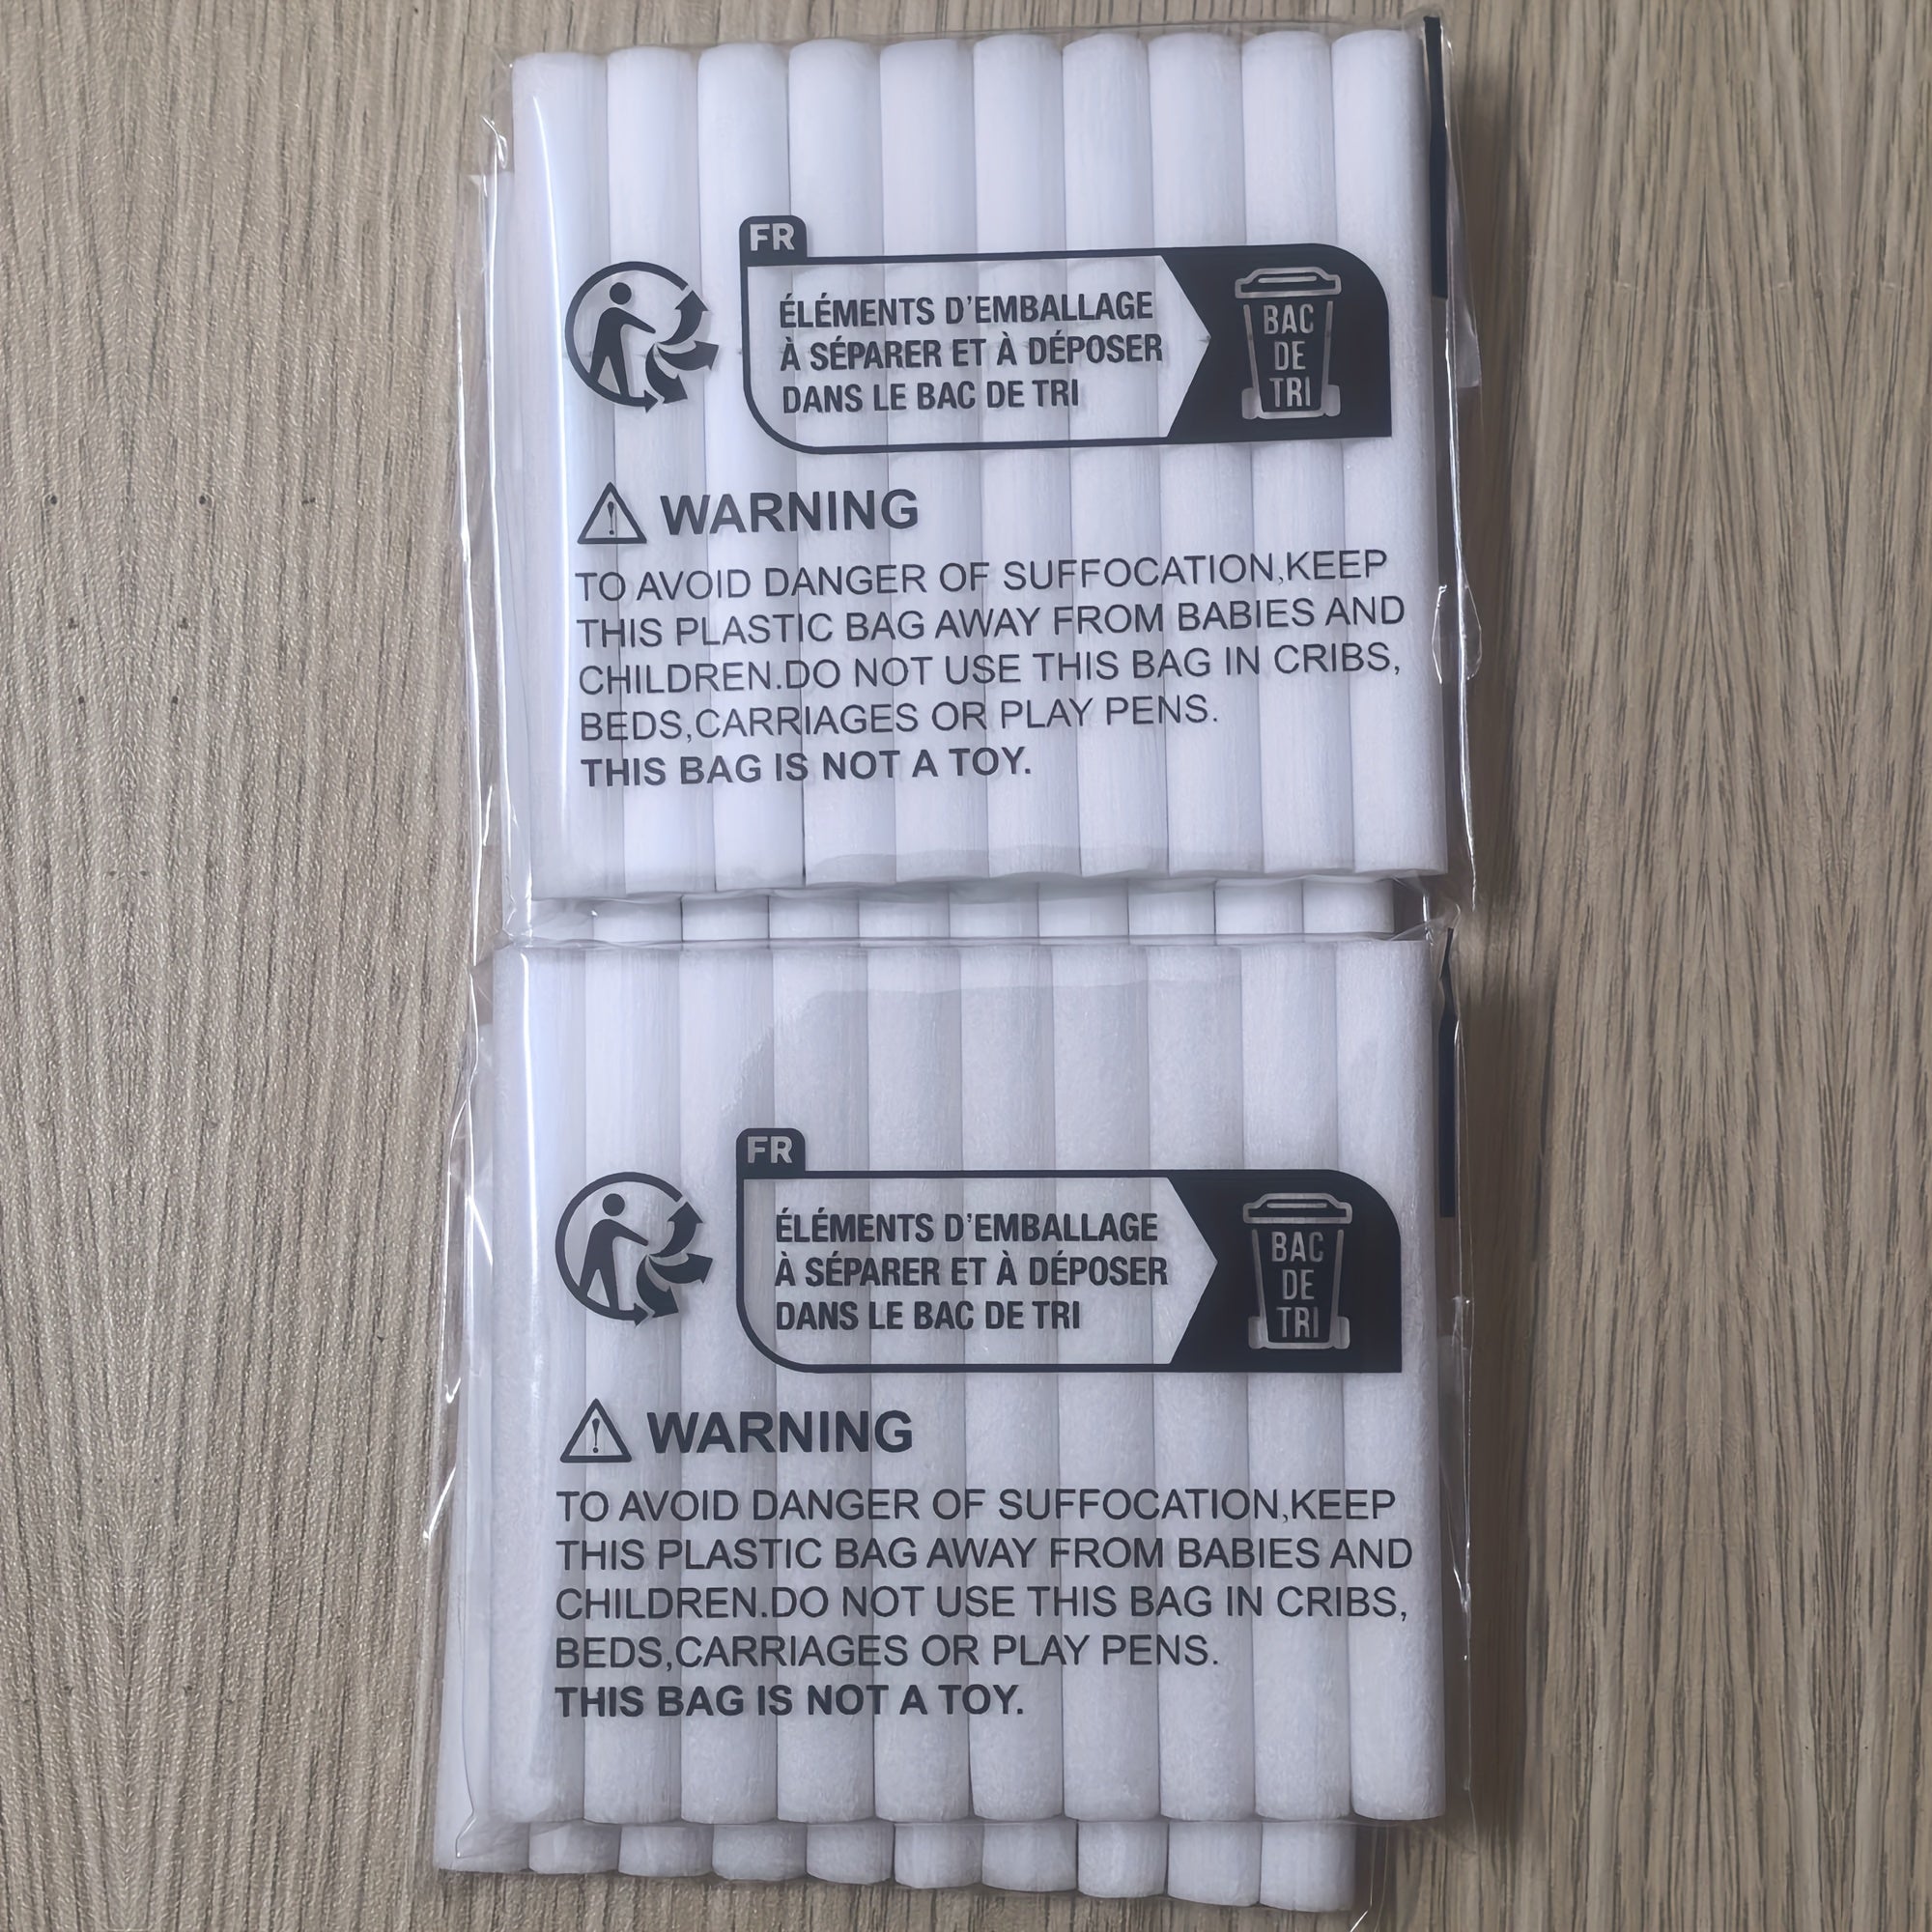 FR
ÉLÉMENTS D'EMBALLAGE
À SÉPARER ET À DÉPOSER
DANS LE BAC DE TRI
BAC
DE
TRI
WARNING
TO AVOID DANGER OF SUFFOCATION,KEEP
THIS PLASTIC BAG AWAY FROM BABIES AND
CHILDREN.DO NOT USE THIS BAG IN CRIBS,
BEDS,CARRIAGES OR PLAY PENS.
THIS BAG IS NOT A TOY.
FR
ÉLÉMENTS D'EMBALLAGE
À SÉPARER ET À DÉPOSER
DANS LE BAC DE TRI
BAC
DE
TRI
WARNING
TO AVOID DANGER OF SUFFOCATION,KEEP
THIS PLASTIC BAG AWAY FROM BABIES AND
CHILDREN.DO NOT USE THIS BAG IN CRIBS,
BEDS,CARRIAGES OR PLAY PENS.
THIS BAG IS NOT A TOY.